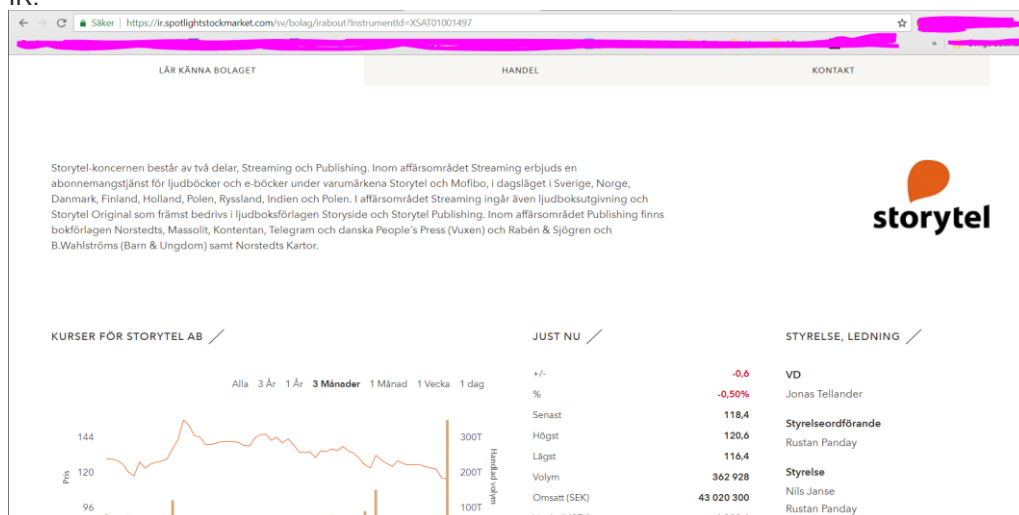 IR.
Säker | https://ir.spotlightstockmarket.com/sv/bolag/irabout?InstrumentId=XSAT01001497
LÄR KÄNNA BOLAGET HANDEL KONTAKT
Storytel-koncernen består av två delar, Streaming och Publishing. Inom affärsområdet Streaming erbjuds en
abonnemangstjänst för ljudböcker och e-böcker under varumärkena Storytel och Mofibo, i dagsläget i Sverige, Norge,
Danmark, Finland, Holland, Polen, Ryssland, Indien och Polen. I affärsområdet Streaming ingår även ljudboksutgivning och
Storytel Original som främst bedrivs i ljudboksförlagen Storyside och Storytel Publishing. Inom affärsområdet Publishing finns
bokförlagen Norstedts, Massolit, Kontentan, Telegram och danska People´s Press (Vuxen) och Rabén & Sjögren och
B.Wahlströms (Barn & Ungdom) samt Norstedts Kartor.
storytel
KURSER FÖR STORYTEL AB
Alla 3 År 1 År 3 Månader 1 Månad 1 Vecka 1 dag
144
120
96
Pris
300T
200T
100T
Handlad volym
JUST NU
+/- -0,6
% -0,50%
Senast 118,4
Högst 120,6
Lägst 116,4
Volym 362 928
Omsatt (SEK) 43 020 300
STYRELSE, LEDNING
VD
Jonas Tellander
Styrelseordförande
Rustan Panday
Styrelse
Nils Janse
Rustan Panday